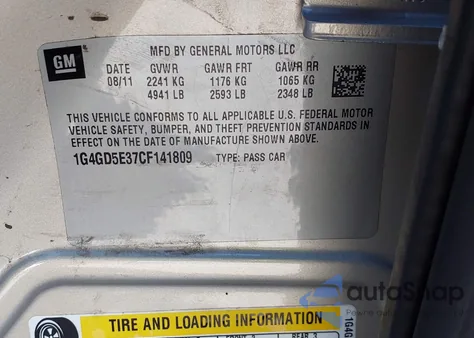 GM
MFD BY GENERAL MOTORS LLC
DATE GVWR GAWR FRT GAWR RR
08/11 2241 KG 1176 KG 1065 KG
4941 LB 2593 LB 2348 LB
THIS VEHICLE CONFORMS TO ALL APPLICABLE U.S. FEDERAL MOTOR
VEHICLE SAFETY, BUMPER, AND THEFT PREVENTION STANDARDS IN
EFFECT ON THE DATE OF MANUFACTURE SHOWN ABOVE.
1G4GD5E37CF141809 TYPE: PASS CAR
autoShap
TIRE AND LOADING INFORMATION
1G4G